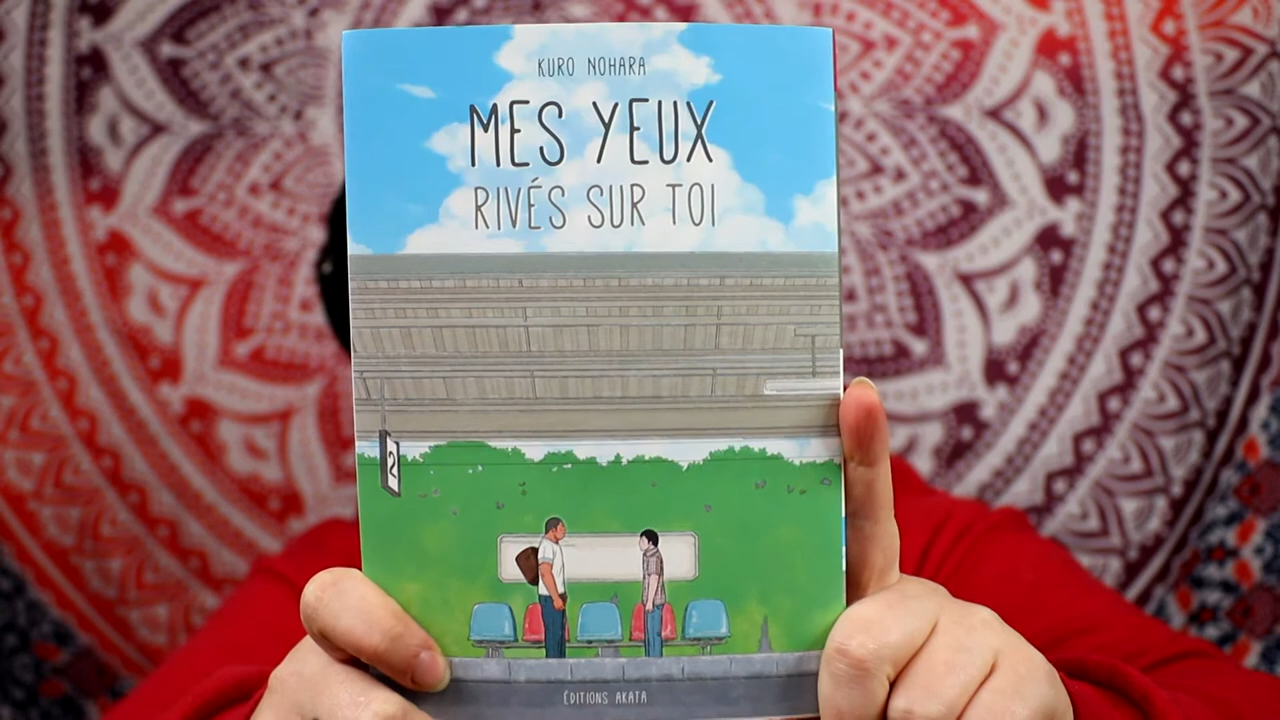 KURO NOHARA
MES YEUX
RIVÉS SUR TOI
2
ÉDITIONS AKATA